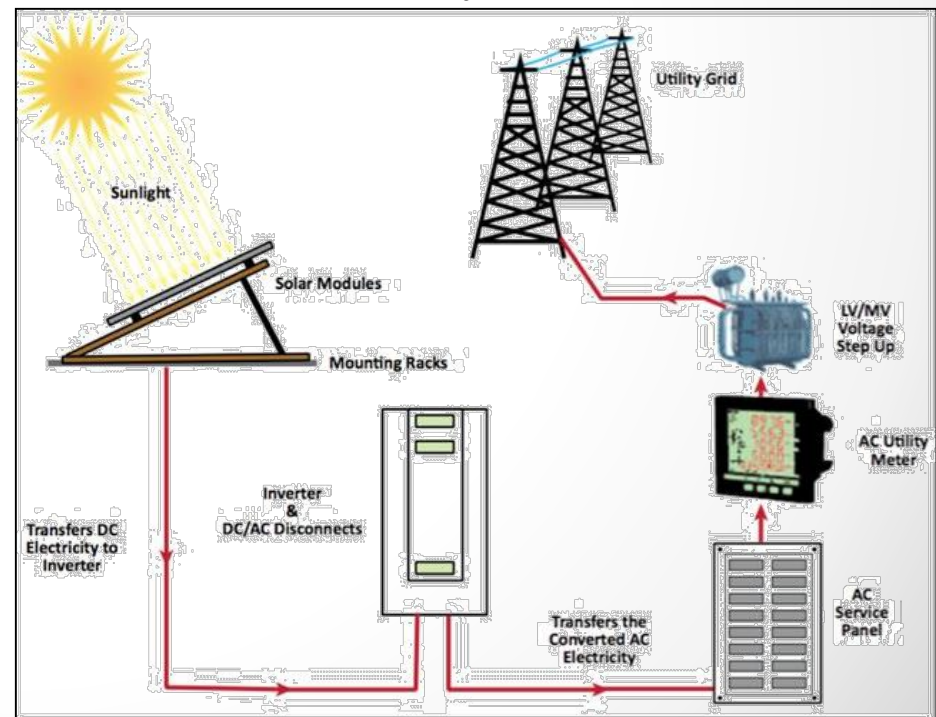 Utility Grid
Sunlight
Solar Modules
LV/MV
Voltage
Step Up
Mounting Racks
AC Utility
Meter
Inverter
&
DC/AC Disconnects
Transfers DC
Electricity to
Inverter
AC
Service
Panel
Transfers the
Converted AC
Electricity